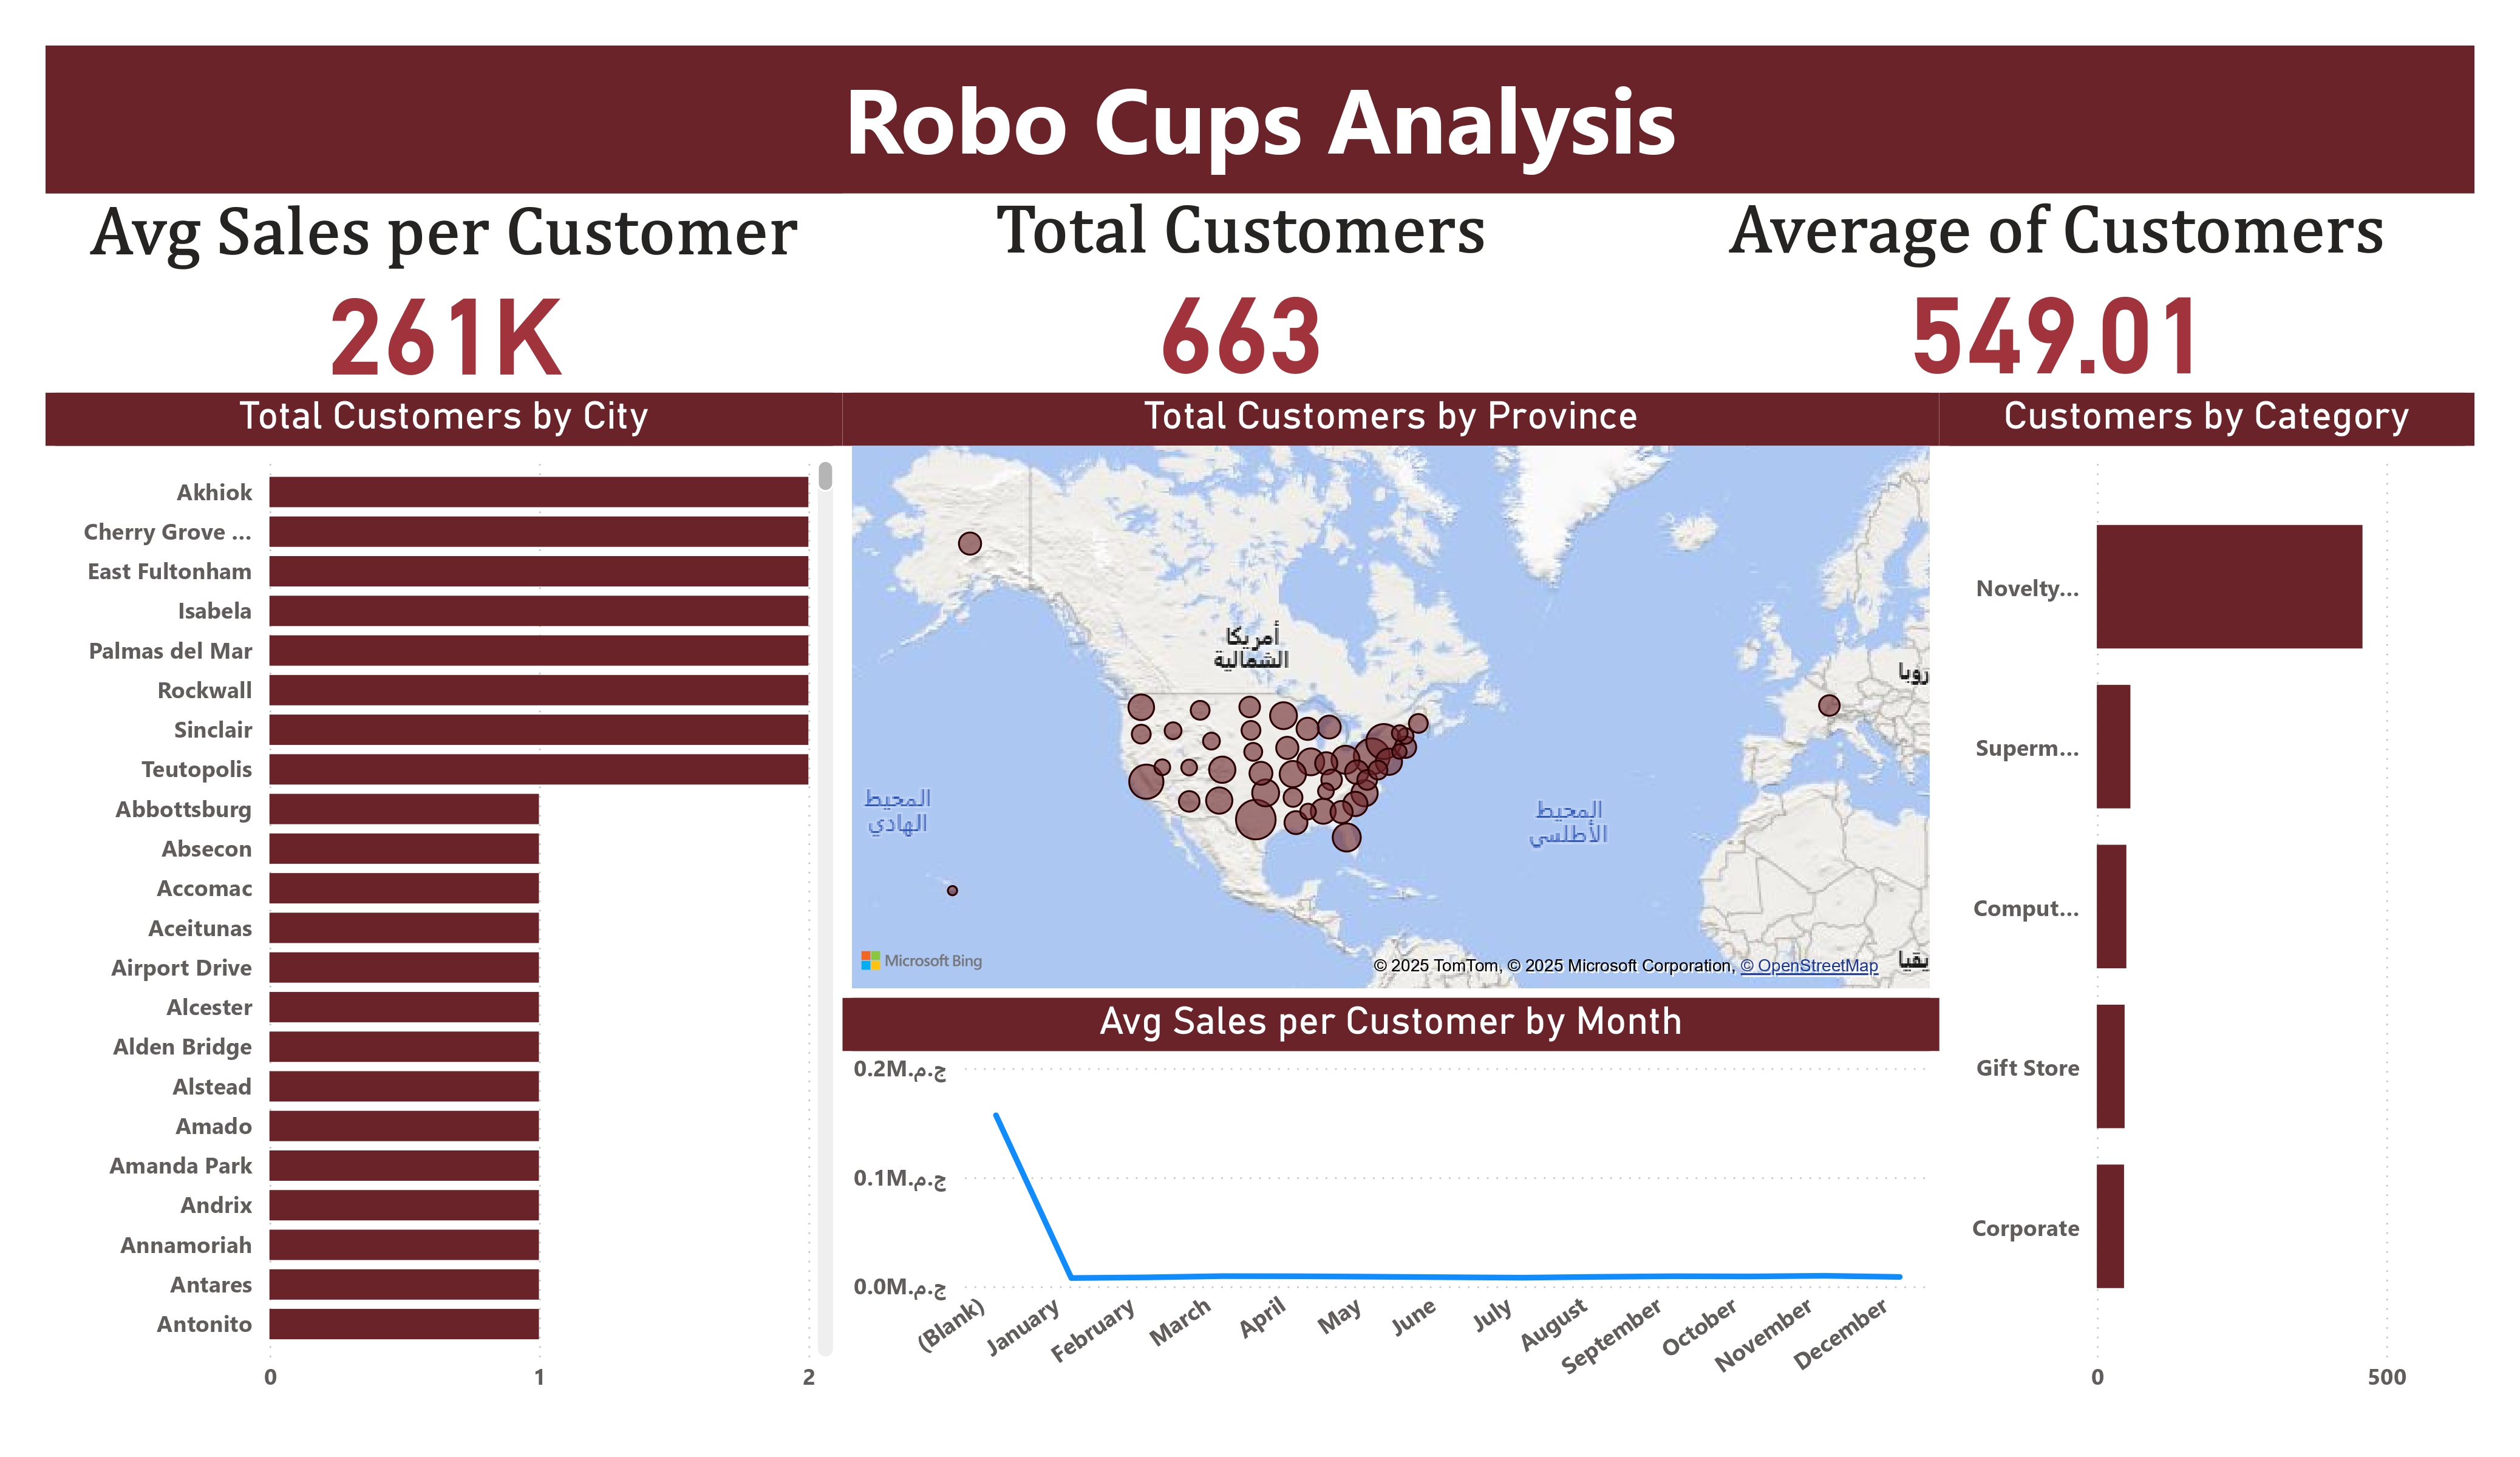 Robo Cups Analysis
Avg Sales per Customer
261K
Total Customers
663
Average of Customers
549.01
Total Customers by City
Akhiok
Cherry Grove ...
East Fultonham
Isabela
Palmas del Mar
Rockwall
Sinclair
Teutopolis
Abbottsburg
Absecon
Accomac
Aceitunas
Airport Drive
Alcester
Alden Bridge
Alstead
Amado
Amanda Park
Andrix
Annamoriah
Antares
Antonito
0 1 2
Total Customers by Province
أمريكا
الشمالية
المحيط
الهادي
المحيط
الأطلسي
Microsoft Bing
© 2025 TomTom, © 2025 Microsoft Corporation, © OpenStreetMap
Avg Sales per Customer by Month
0.2M.ج.م
0.1M.ج.م
0.0M.ج.م
(Blank) January February March April May June July August September October November December
Customers by Category
Novelty...
Superm...
Comput...
Gift Store
Corporate
0 500